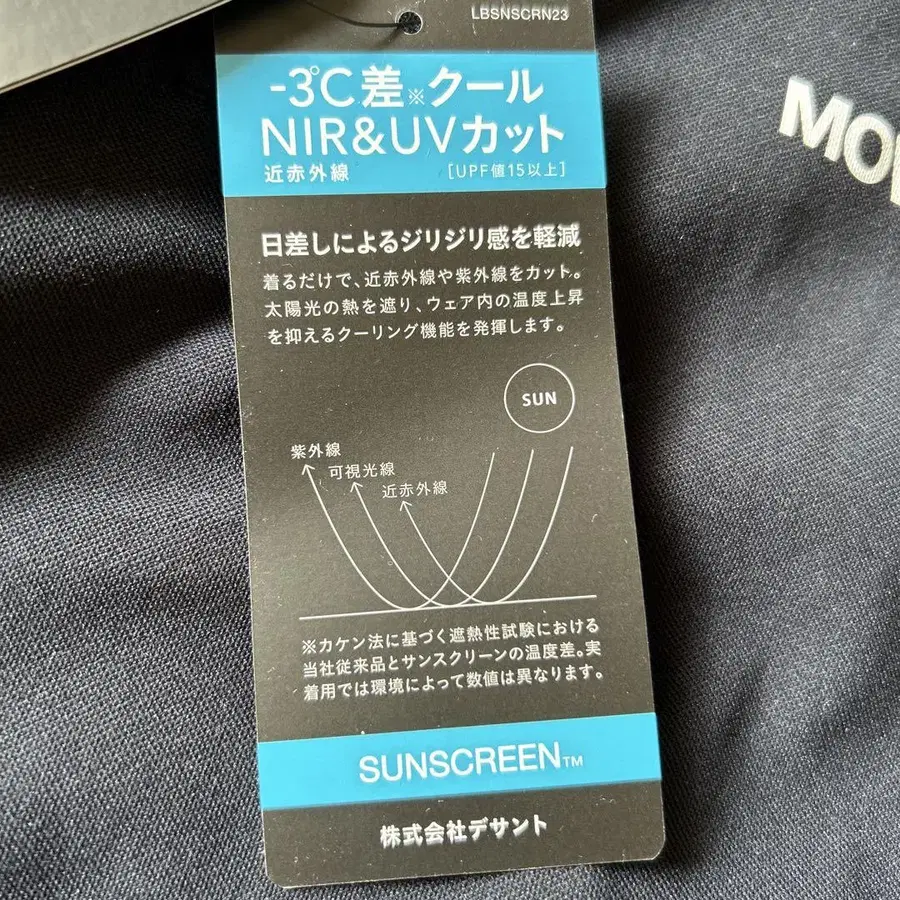 LBSNSCRN23
-3℃差※クール
NIR&UVカット
近赤外線 [UPF値15以上]
日差しによるジリジリ感を軽減
着るだけで、近赤外線や紫外線をカット。
太陽光の熱を遮り、ウェア内の温度上昇
を抑えるクーリング機能を発揮します。
SUN
紫外線
可視光線
近赤外線
※カケン法に基づく遮熱性試験における
当社従来品とサンスクリーンの温度差。実
着用では環境によって数値は異なります。
SUNSCREEN™
株式会社デサント